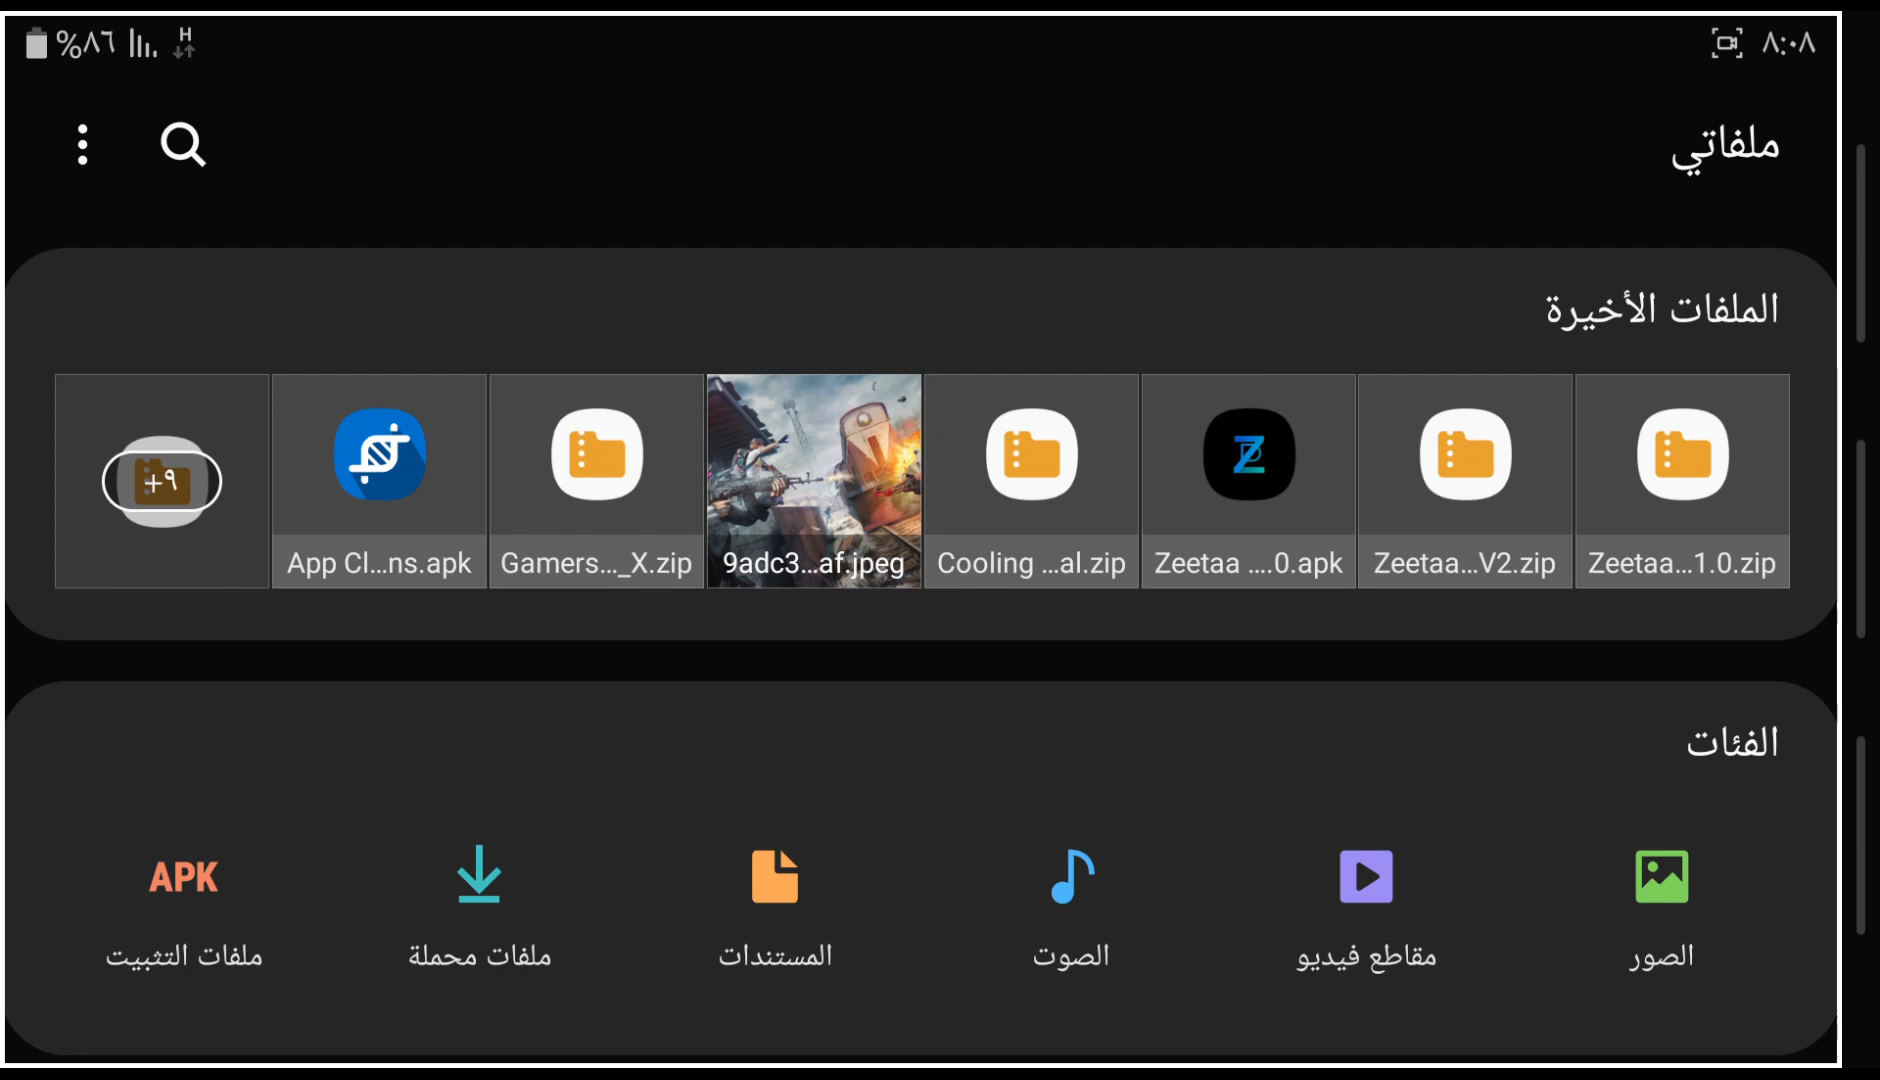 ٨:٠٨
%٨٦ H
ملفاتي
الملفات الأخيرة
Zeetaa...1.0.zip
Zeetaa...V2.zip
Zeetaa ....0.apk
Cooling ...al.zip
9adc3...af.jpeg
Gamers..._X.zip
App Cl...ns.apk
+٩
الفئات
الصور
مقاطع فيديو
الصوت
المستندات
ملفات محملة
APK
ملفات التثبيت